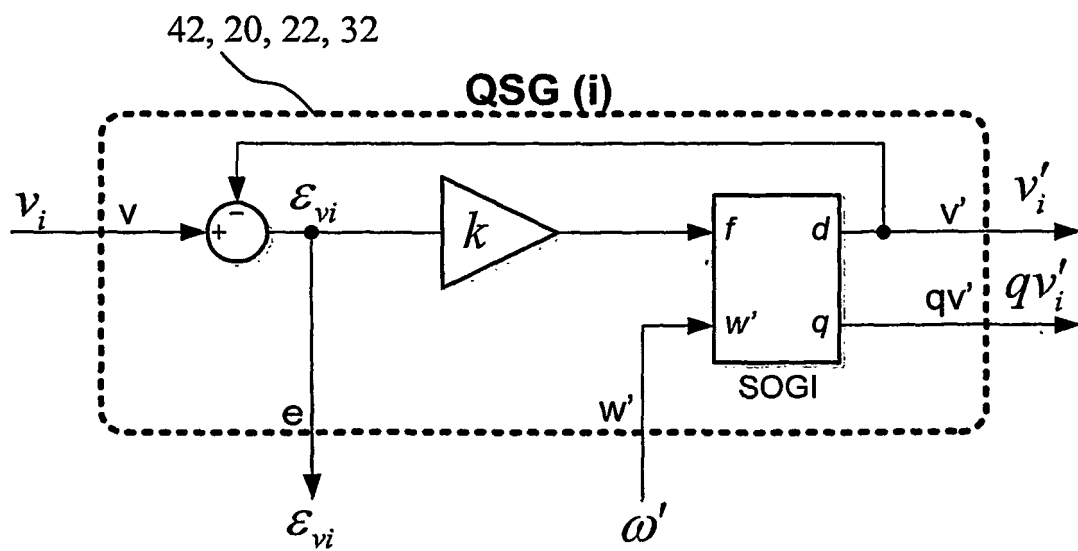 42, 20, 22, 32
QSG (i)
v_i
v
+
−
ε_vi
k
f
d
w'
q
SOGI
v'
v'_i
qv'
qv'_i
e
w'
ε_vi
ω'